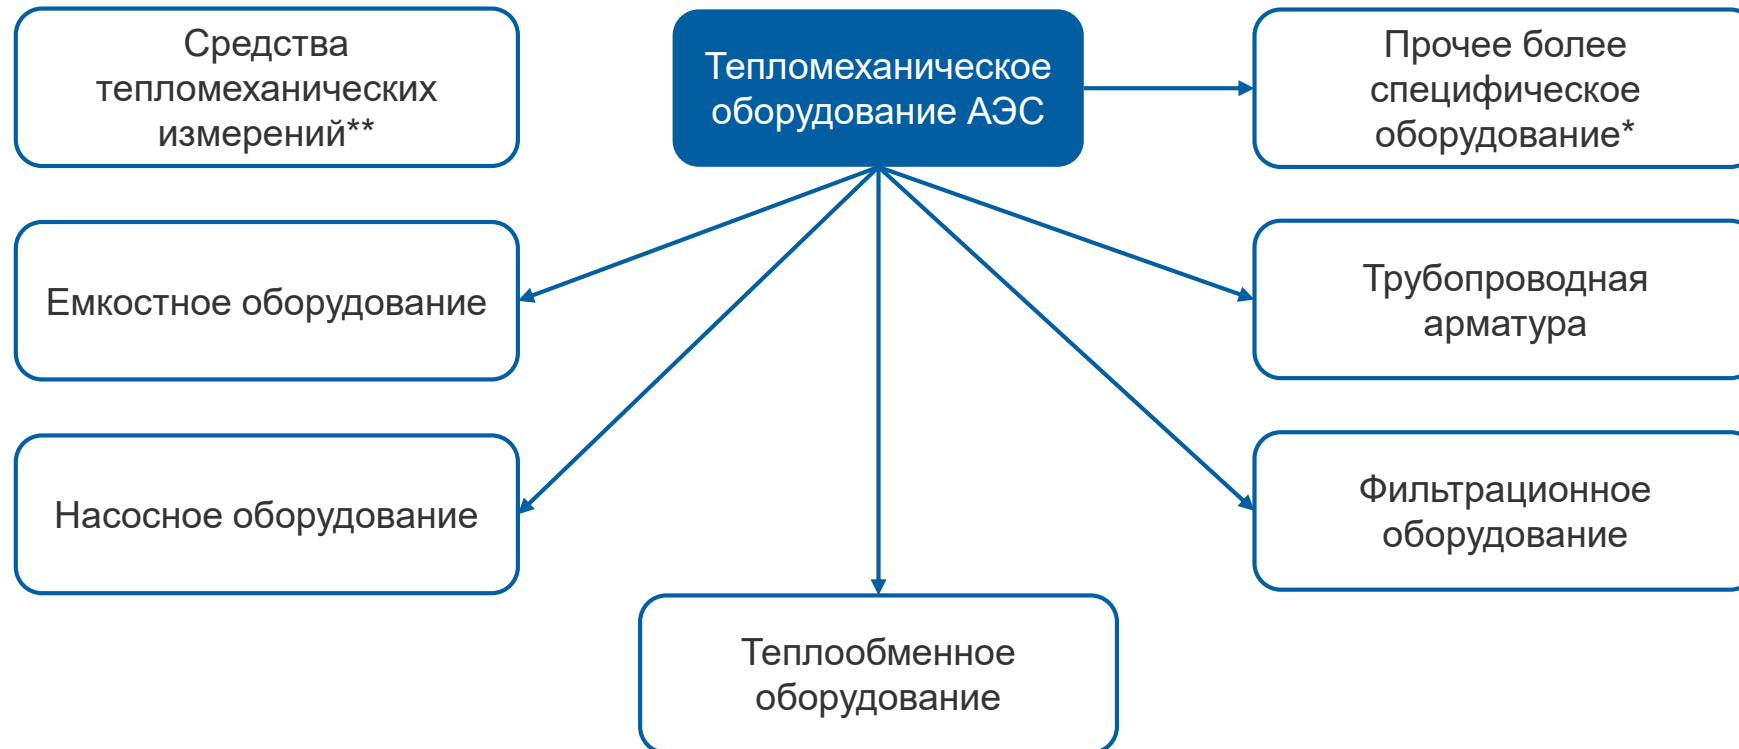 Средства
тепломеханических
измерений**
Тепломеханическое
оборудование АЭС
Прочее более
специфическое
оборудование*
Емкостное оборудование
Трубопроводная
арматура
Насосное оборудование
Фильтрационное
оборудование
Теплообменное
оборудование